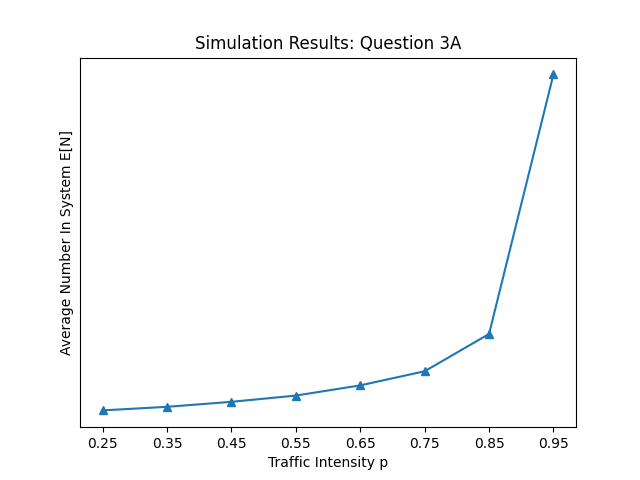 Simulation Results: Question 3A
Average Number In System E[N]
0.25 0.35 0.45 0.55 0.65 0.75 0.85 0.95
Traffic Intensity p